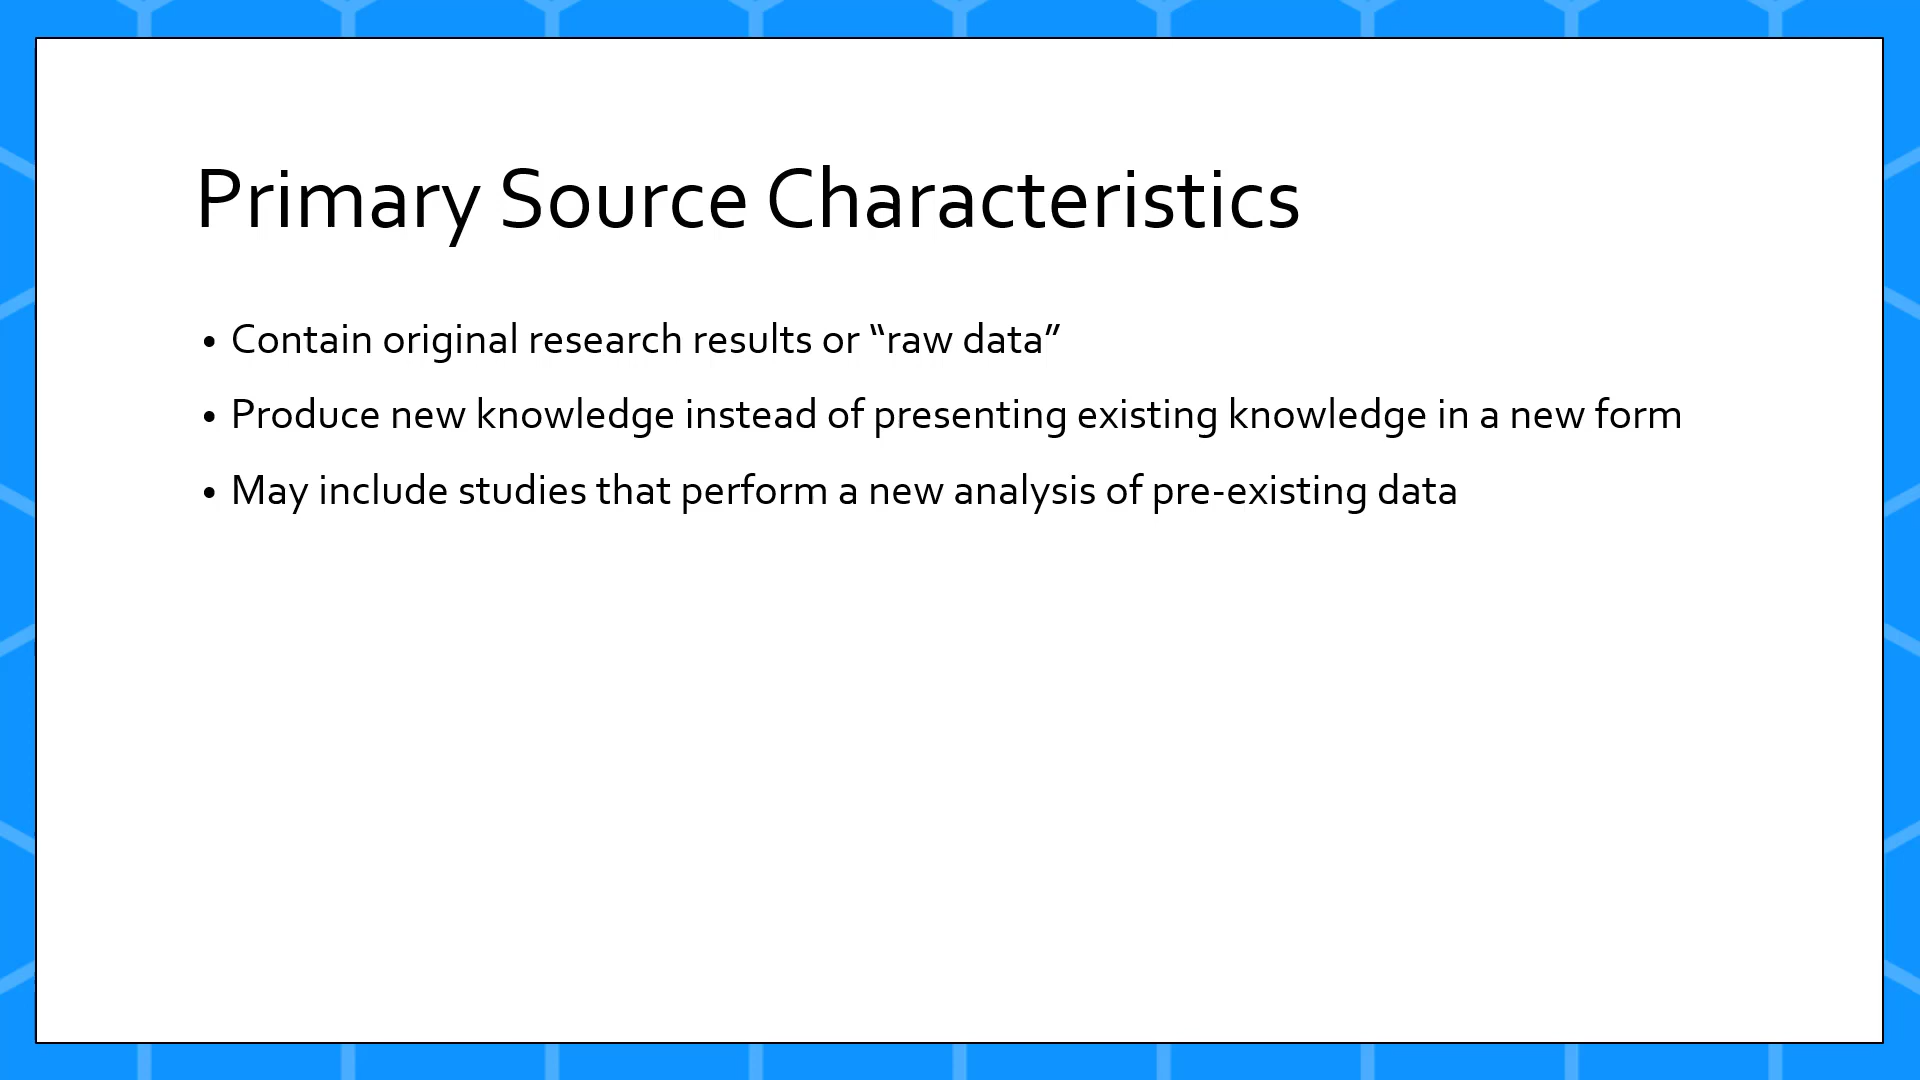 Primary Source Characteristics
• Contain original research results or “raw data”
• Produce new knowledge instead of presenting existing knowledge in a new form
• May include studies that perform a new analysis of pre-existing data